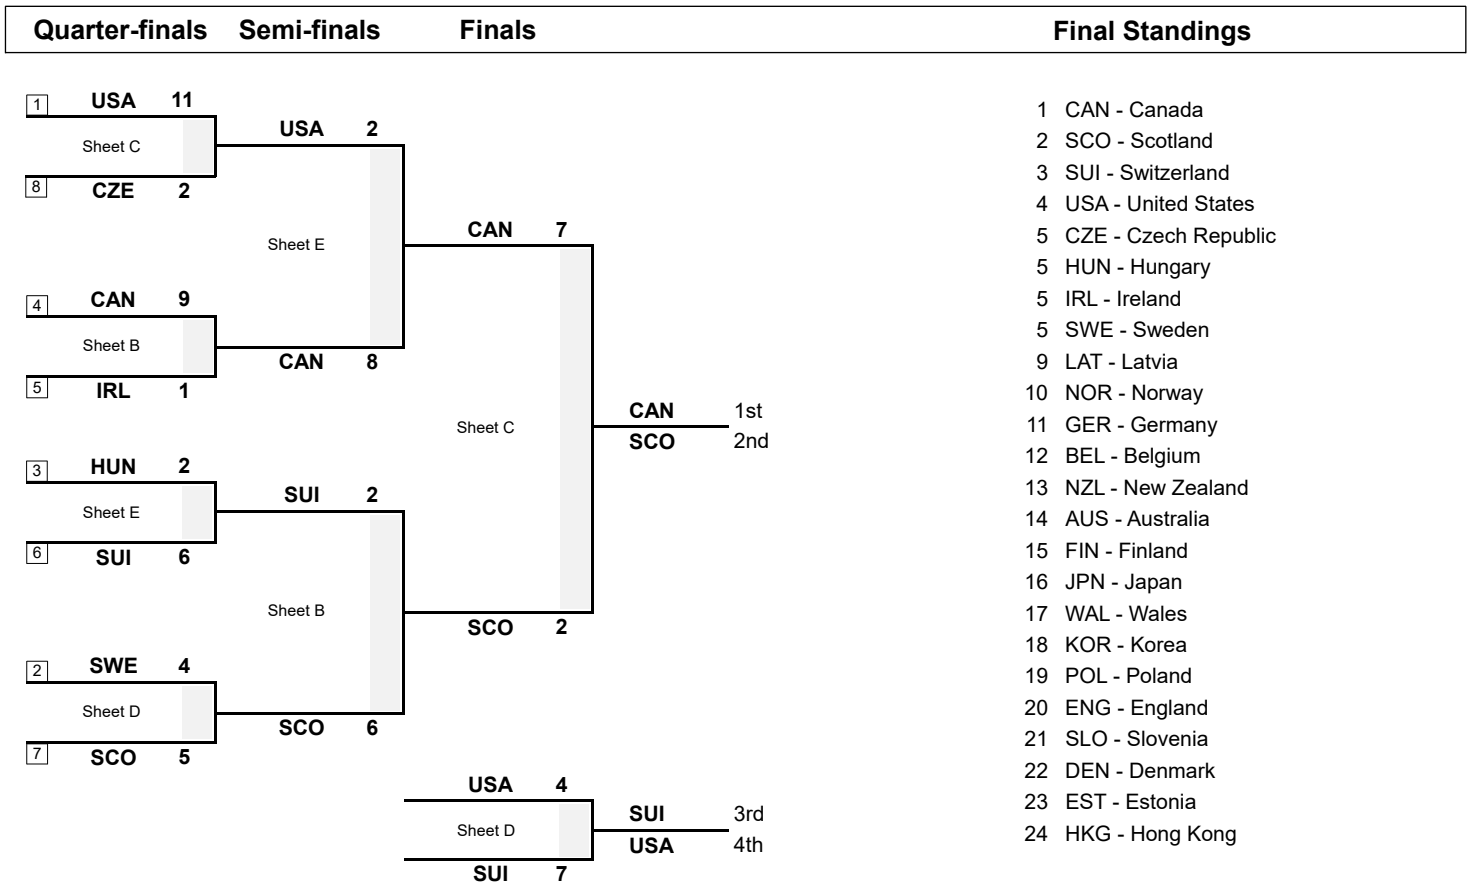 Quarter-finals Semi-finals Finals Final Standings
1 USA 11
Sheet C
8 CZE 2
USA 2
Sheet E
CAN 8
4 CAN 9
Sheet B
5 IRL 1
3 HUN 2
Sheet E
6 SUI 6
SUI 2
Sheet B
SCO 6
2 SWE 4
Sheet D
7 SCO 5
CAN 7
Sheet C
SCO 2
CAN 1st
SCO 2nd
USA 4
Sheet D
SUI 7
SUI 3rd
USA 4th
1 CAN - Canada
2 SCO - Scotland
3 SUI - Switzerland
4 USA - United States
5 CZE - Czech Republic
5 HUN - Hungary
5 IRL - Ireland
5 SWE - Sweden
9 LAT - Latvia
10 NOR - Norway
11 GER - Germany
12 BEL - Belgium
13 NZL - New Zealand
14 AUS - Australia
15 FIN - Finland
16 JPN - Japan
17 WAL - Wales
18 KOR - Korea
19 POL - Poland
20 ENG - England
21 SLO - Slovenia
22 DEN - Denmark
23 EST - Estonia
24 HKG - Hong Kong